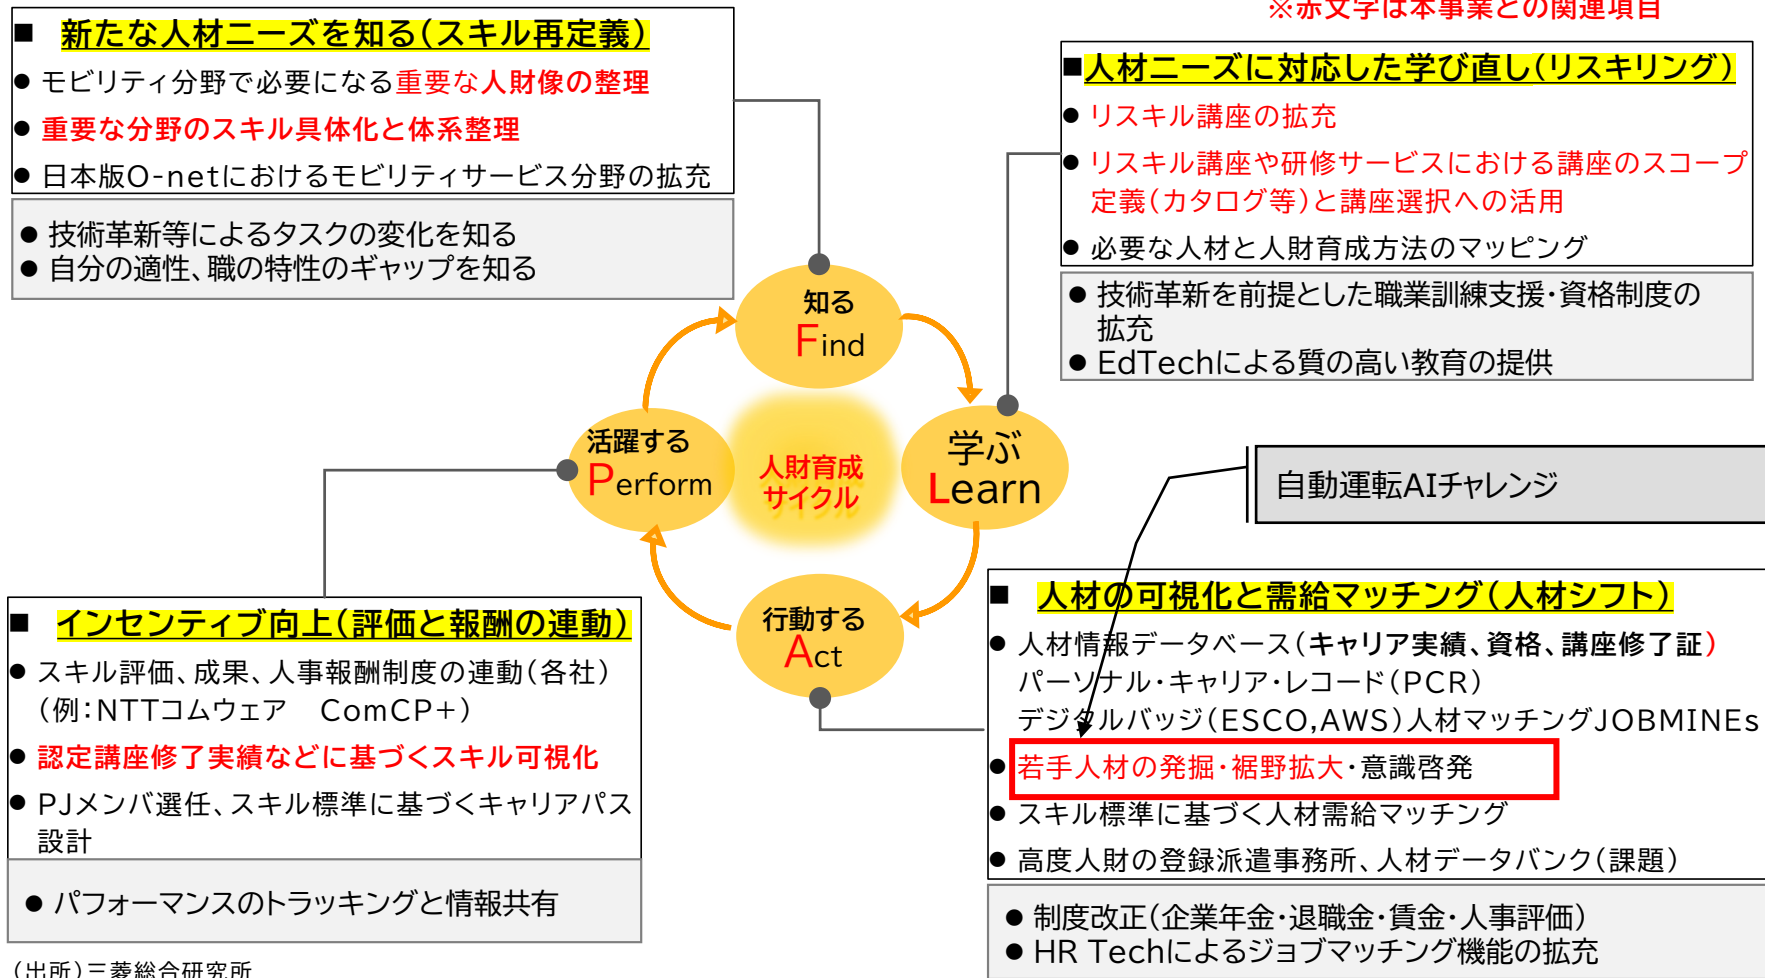 ※赤文字は本事業との関連項目
■ 新たな人材ニーズを知る(スキル再定義)
● モビリティ分野で必要になる重要な人財像の整理
● 重要な分野のスキル具体化と体系整理
● 日本版O-netにおけるモビリティサービス分野の拡充
● 技術革新等によるタスクの変化を知る
● 自分の適性、職の特性のギャップを知る
■人材ニーズに対応した学び直し(リスキリング)
● リスキル講座の拡充
● リスキル講座や研修サービスにおける講座のスコープ
定義(カタログ等)と講座選択への活用
● 必要な人材と人財育成方法のマッピング
● 技術革新を前提とした職業訓練支援・資格制度の
拡充
● EdTechによる質の高い教育の提供
知る
Find
学ぶ
Learn
行動する
Act
活躍する
Perform
人財育成
サイクル
自動運転AIチャレンジ
■ インセンティブ向上(評価と報酬の連動)
● スキル評価、成果、人事報酬制度の連動(各社)
(例:NTTコムウェア ComCP+)
● 認定講座修了実績などに基づくスキル可視化
● PJメンバ選任、スキル標準に基づくキャリアパス
設計
● パフォーマンスのトラッキングと情報共有
■ 人材の可視化と需給マッチング(人材シフト)
● 人材情報データベース(キャリア実績、資格、講座修了証)
パーソナル・キャリア・レコード(PCR)
デジタルバッジ(ESCO,AWS)人材マッチングJOBMINEs
● 若手人材の発掘・裾野拡大・意識啓発
● スキル標準に基づく人材需給マッチング
● 高度人財の登録派遣事務所、人材データバンク(課題)
● 制度改正(企業年金・退職金・賃金・人事評価)
● HR Techによるジョブマッチング機能の拡充
(出所)三菱総合研究所